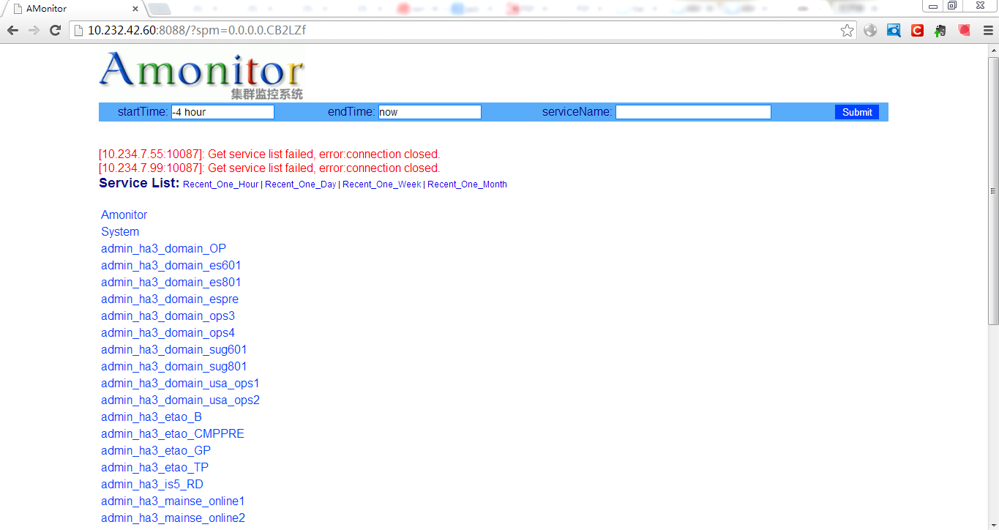 AMonitor
10.232.42.60:8088/?spm=0.0.0.0.CB2LZf
Amonitor
集群监控系统
startTime: -4 hour endTime: now serviceName: Submit
[10.234.7.55:10087]: Get service list failed, error:connection closed.
[10.234.7.99:10087]: Get service list failed, error:connection closed.
Service List: Recent_One_Hour | Recent_One_Day | Recent_One_Week | Recent_One_Month
Amonitor
System
admin_ha3_domain_OP
admin_ha3_domain_es601
admin_ha3_domain_es801
admin_ha3_domain_espre
admin_ha3_domain_ops3
admin_ha3_domain_ops4
admin_ha3_domain_sug601
admin_ha3_domain_sug801
admin_ha3_domain_usa_ops1
admin_ha3_domain_usa_ops2
admin_ha3_etao_B
admin_ha3_etao_CMPPRE
admin_ha3_etao_GP
admin_ha3_etao_TP
admin_ha3_is5_RD
admin_ha3_mainse_online1
admin_ha3_mainse_online2